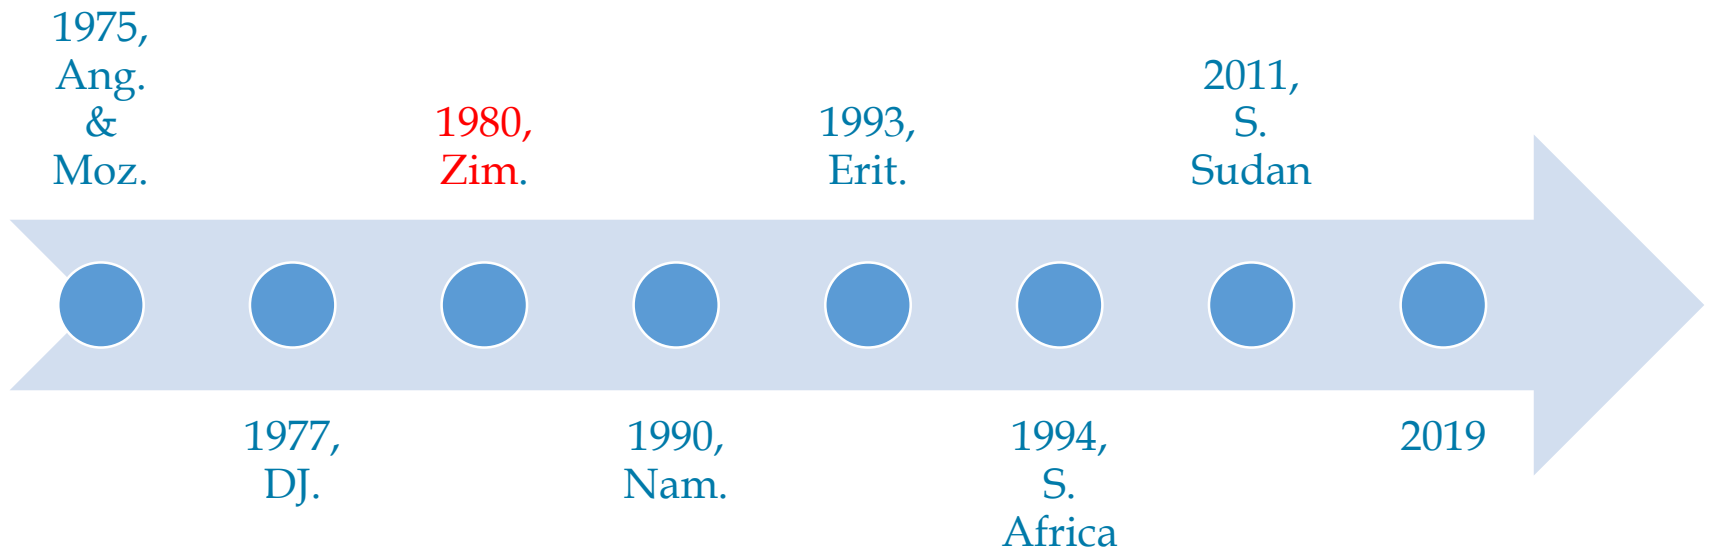 1975,
Ang.
&
Moz.
1977,
DJ.
1980,
Zim.
1990,
Nam.
1993,
Erit.
1994,
S.
Africa
2011,
S.
Sudan
2019